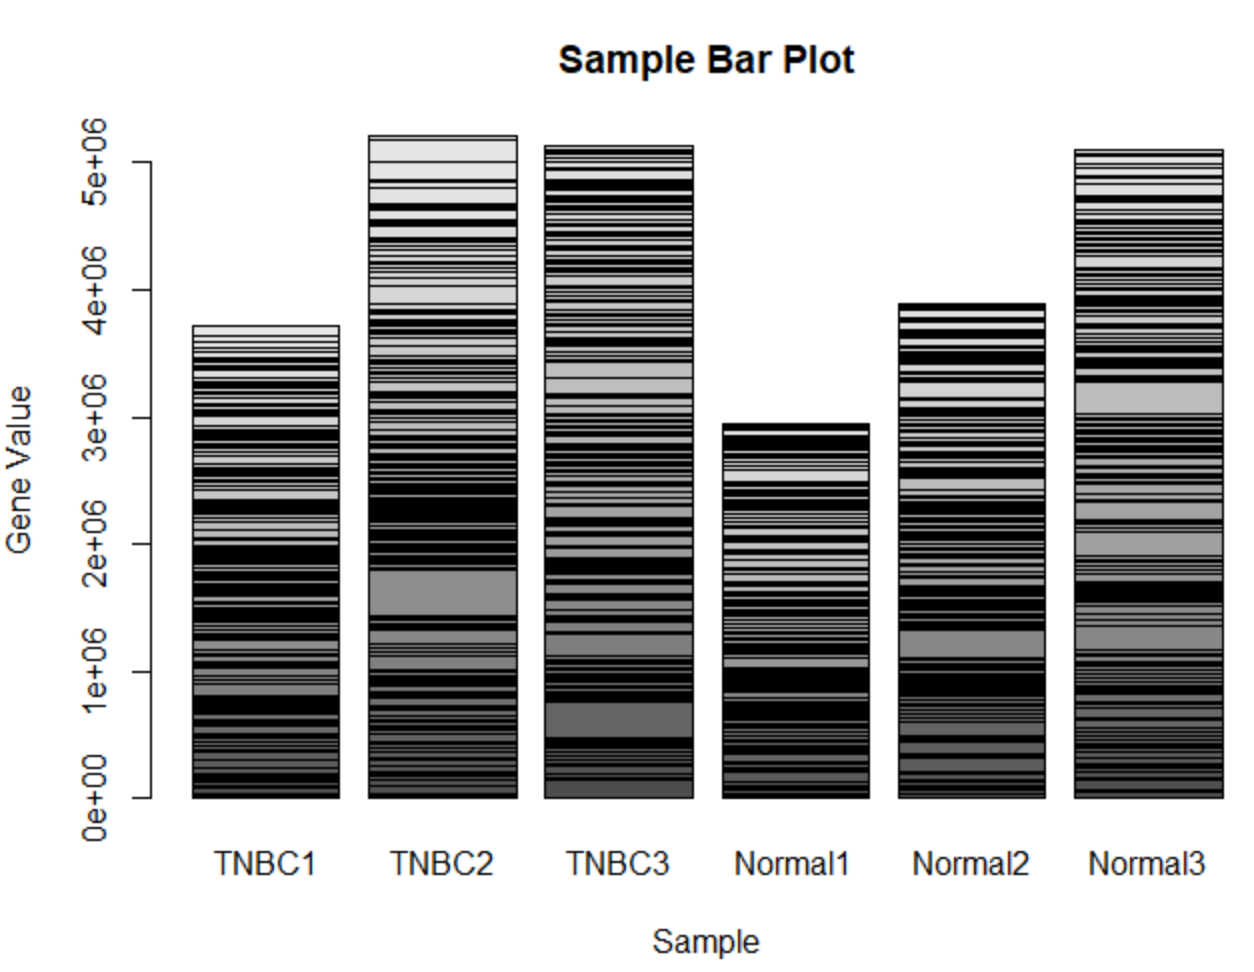 Sample Bar Plot
Gene Value
5e+06
4e+06
3e+06
2e+06
1e+06
0e+00
TNBC1 TNBC2 TNBC3 Normal1 Normal2 Normal3
Sample